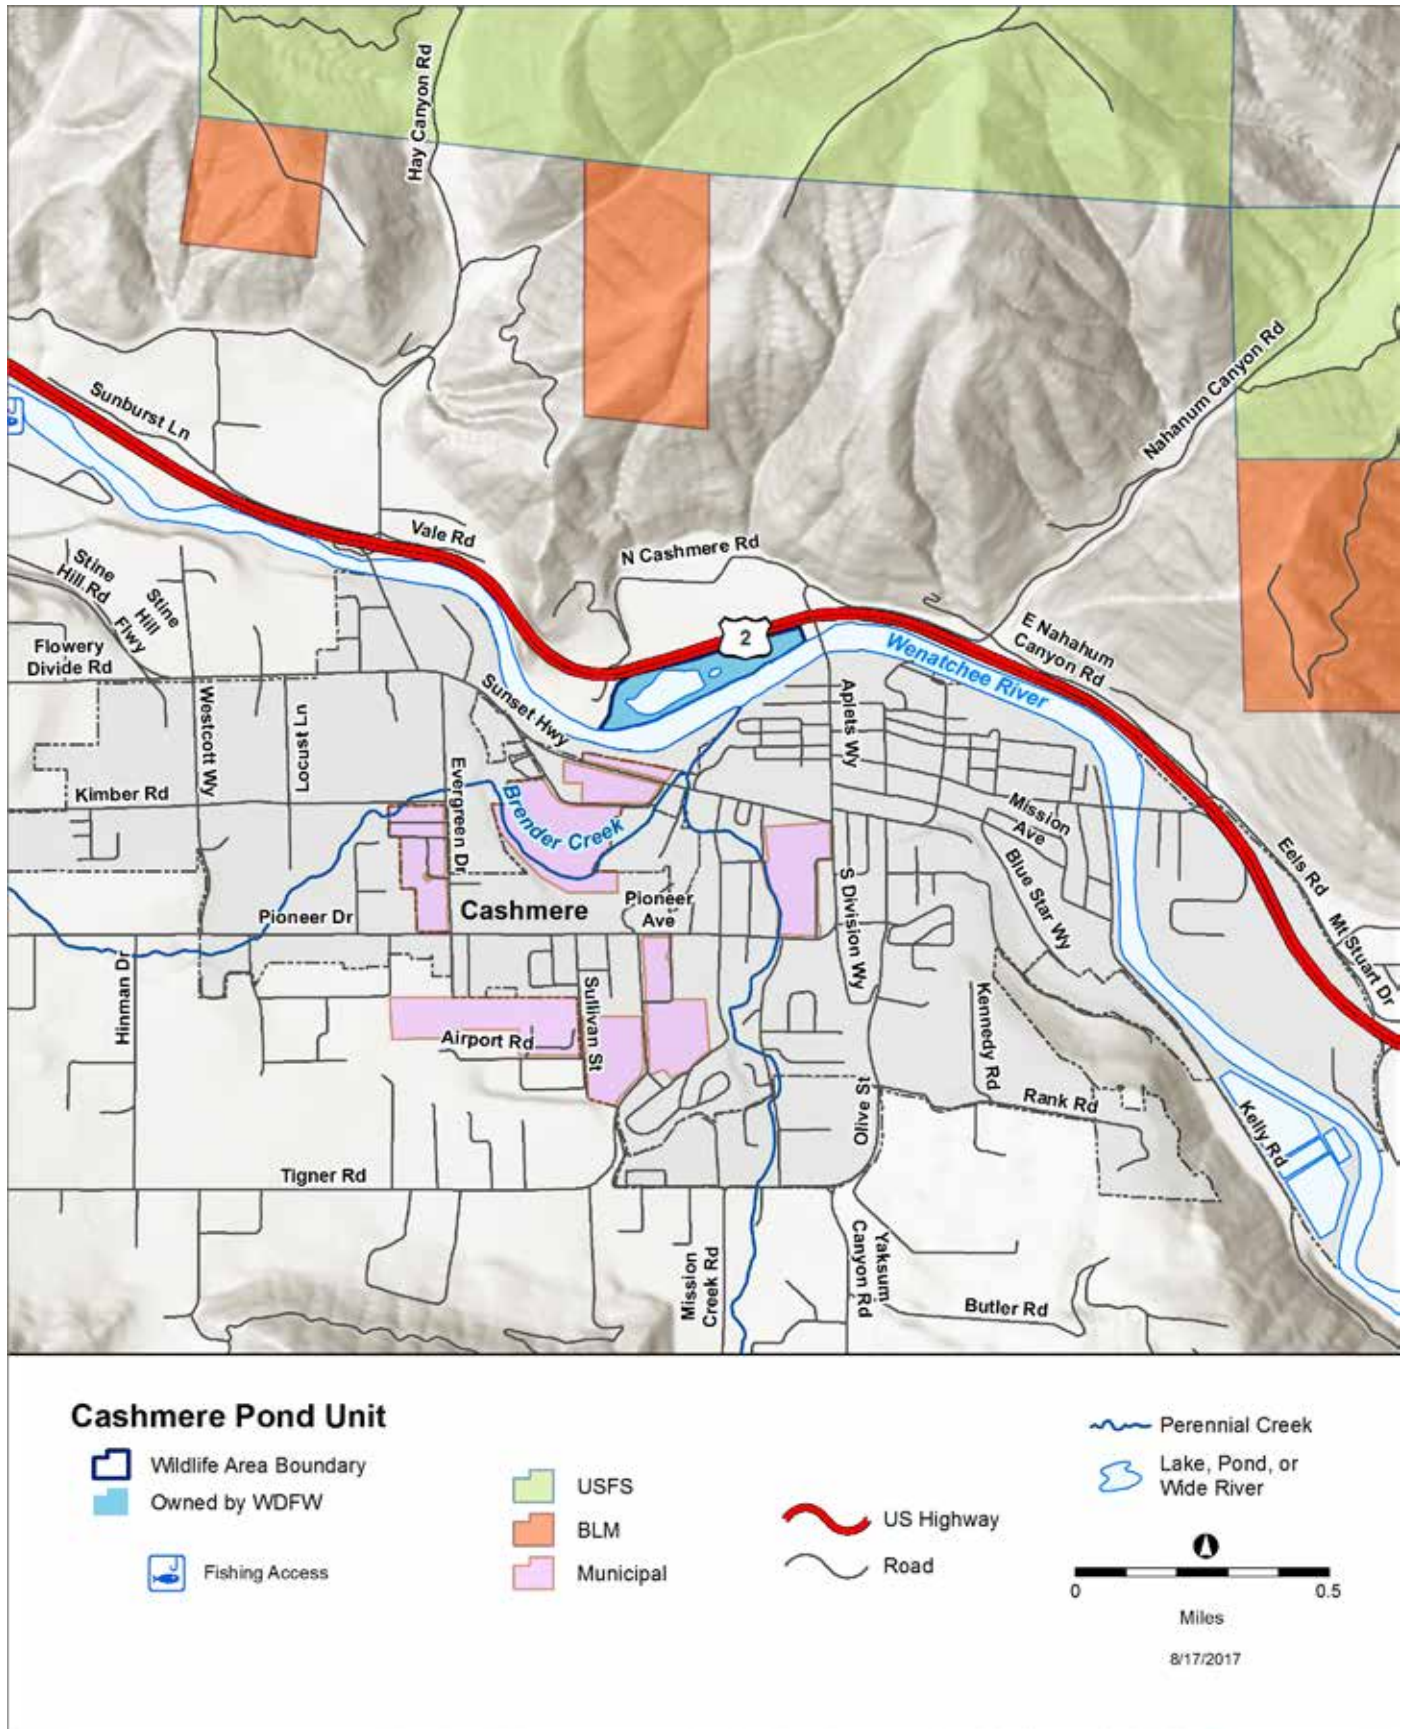 Hay Canyon Rd
Nahanum Canyon Rd
Sunburst Ln
Vale Rd
N Cashmere Rd
2
E Nahahum
Canyon Rd
Wenatchee River
Stine
Hill Rd
Stine
Hill
Flwy
Flowery
Divide Rd
Sunset Hwy
Westcott Wy
Locust Ln
Evergreen Dr
Aplets Wy
Kimber Rd
Brender Creek
Mission
Ave
Blue Star Wy
Eels Rd
Mt Stuart Dr
S Division Wy
Pioneer
Ave
Pioneer Dr
Cashmere
Hinman Dr
Sullivan St
Airport Rd
Kennedy Rd
Rank Rd
Olive St
Kelly Rd
Tigner Rd
Mission
Creek Rd
Yaksum
Canyon Rd
Butler Rd
Cashmere Pond Unit
Wildlife Area Boundary
Owned by WDFW
Fishing Access
USFS
BLM
Municipal
US Highway
Road
Perennial Creek
Lake, Pond, or
Wide River
0 0.5
Miles
8/17/2017